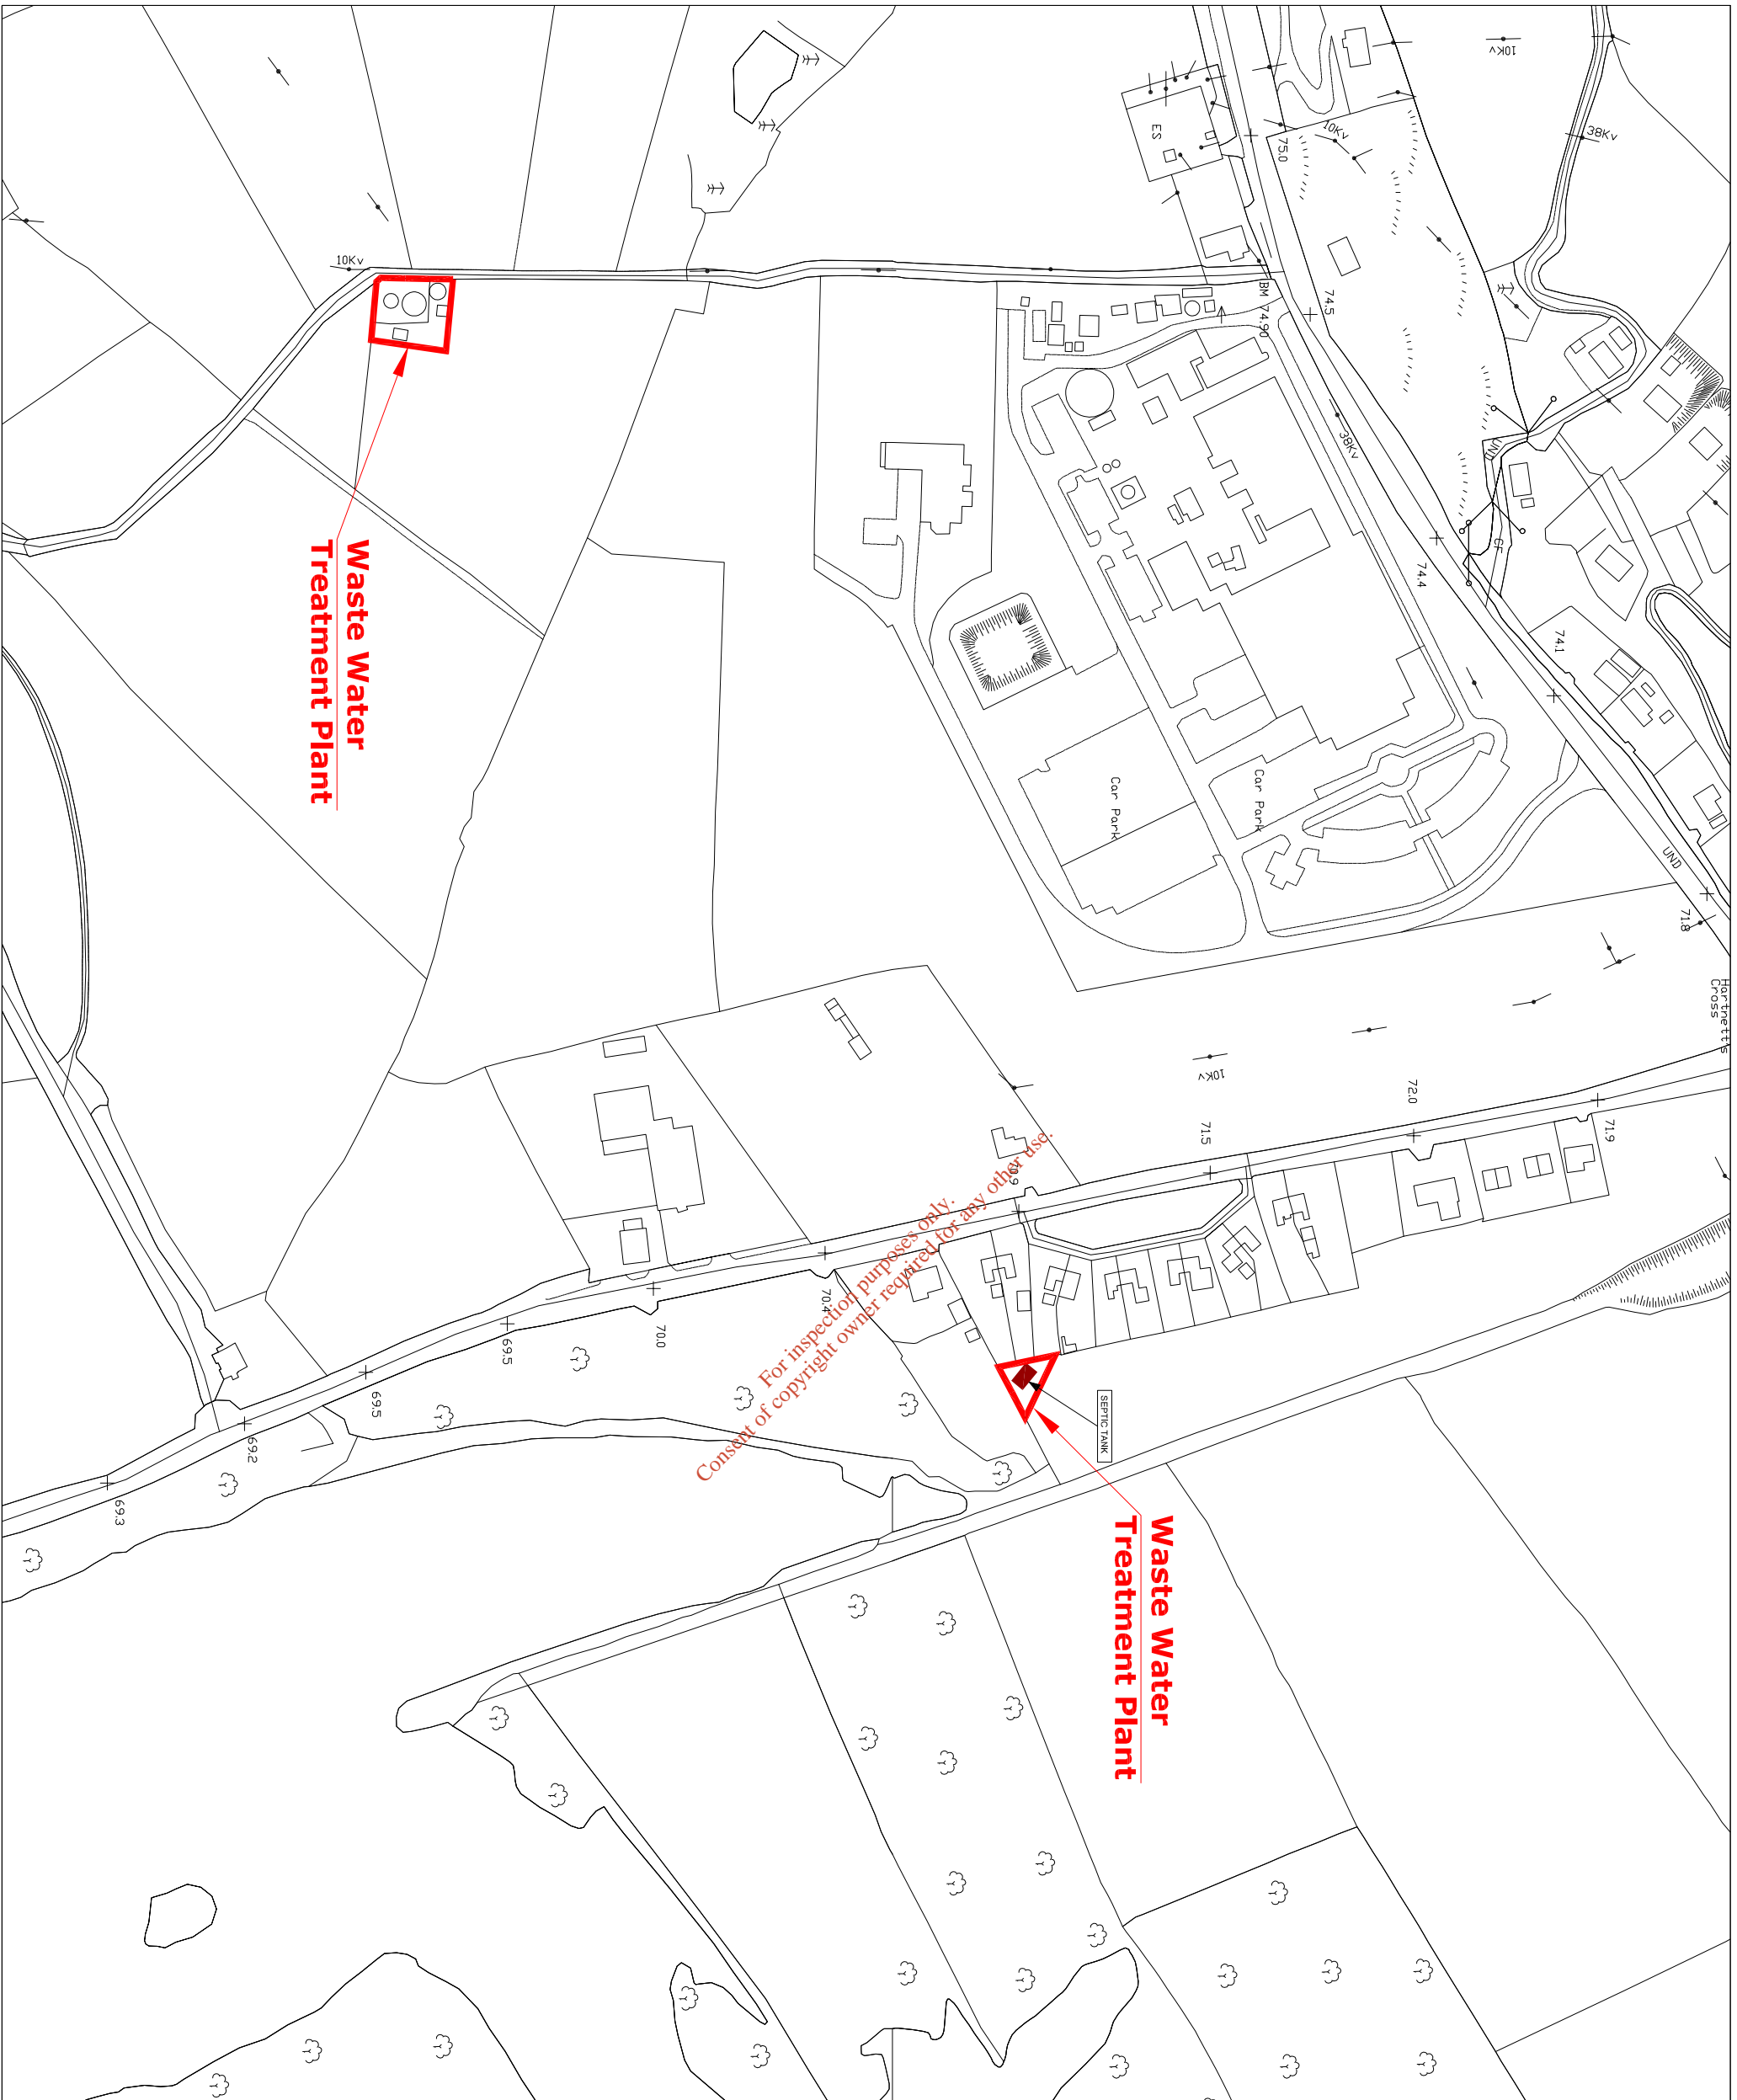 10Kv
38Kv
10Kv
ES
75.0
10Kv
BM 74.90
74.5
38Kv
UND
CF
74.4
74.1
Waste Water
Treatment Plant
Car Park
Car Park
UND
71.8
Hartnett's
Cross
10Kv
72.0
71.9
71.5
70.9
70.4
70.0
69.5
69.5
69.2
69.3
SEPTIC TANK
Waste Water
Treatment Plant
For inspection purposes only.
Consent of copyright owner required for any other use.